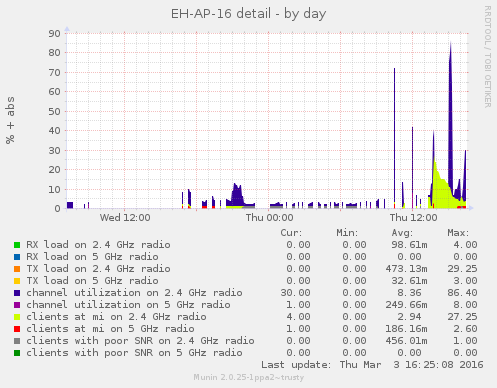 EH-AP-16 detail - by day
RRDTOOL / TOBI OETIKER
% + abs
90
80
70
60
50
40
30
20
10
0
Wed 12:00 Thu 00:00 Thu 12:00
Cur: Min: Avg: Max:
RX load on 2.4 GHz radio 0.00 0.00 98.61m 4.00
RX load on 5 GHz radio 0.00 0.00 0.00 0.00
TX load on 2.4 GHz radio 0.00 0.00 473.13m 29.25
TX load on 5 GHz radio 0.00 0.00 32.61m 8.00
channel utilization on 2.4 GHz radio 30.00 0.00 8.36 86.40
channel utilization on 5 GHz radio 1.00 0.00 249.66m 8.00
clients at mi on 2.4 GHz radio 4.00 0.00 2.94 27.25
clients at mi on 5 GHz radio 1.00 0.00 186.16m 2.60
clients with poor SNR on 2.4 GHz radio 0.00 0.00 456.01m 1.00
clients with poor SNR on 5 GHz radio 0.00 0.00 0.00 0.00
Last update: Thu Mar 3 16:25:08 2016
Munin 2.0.25-1ppa2~trusty